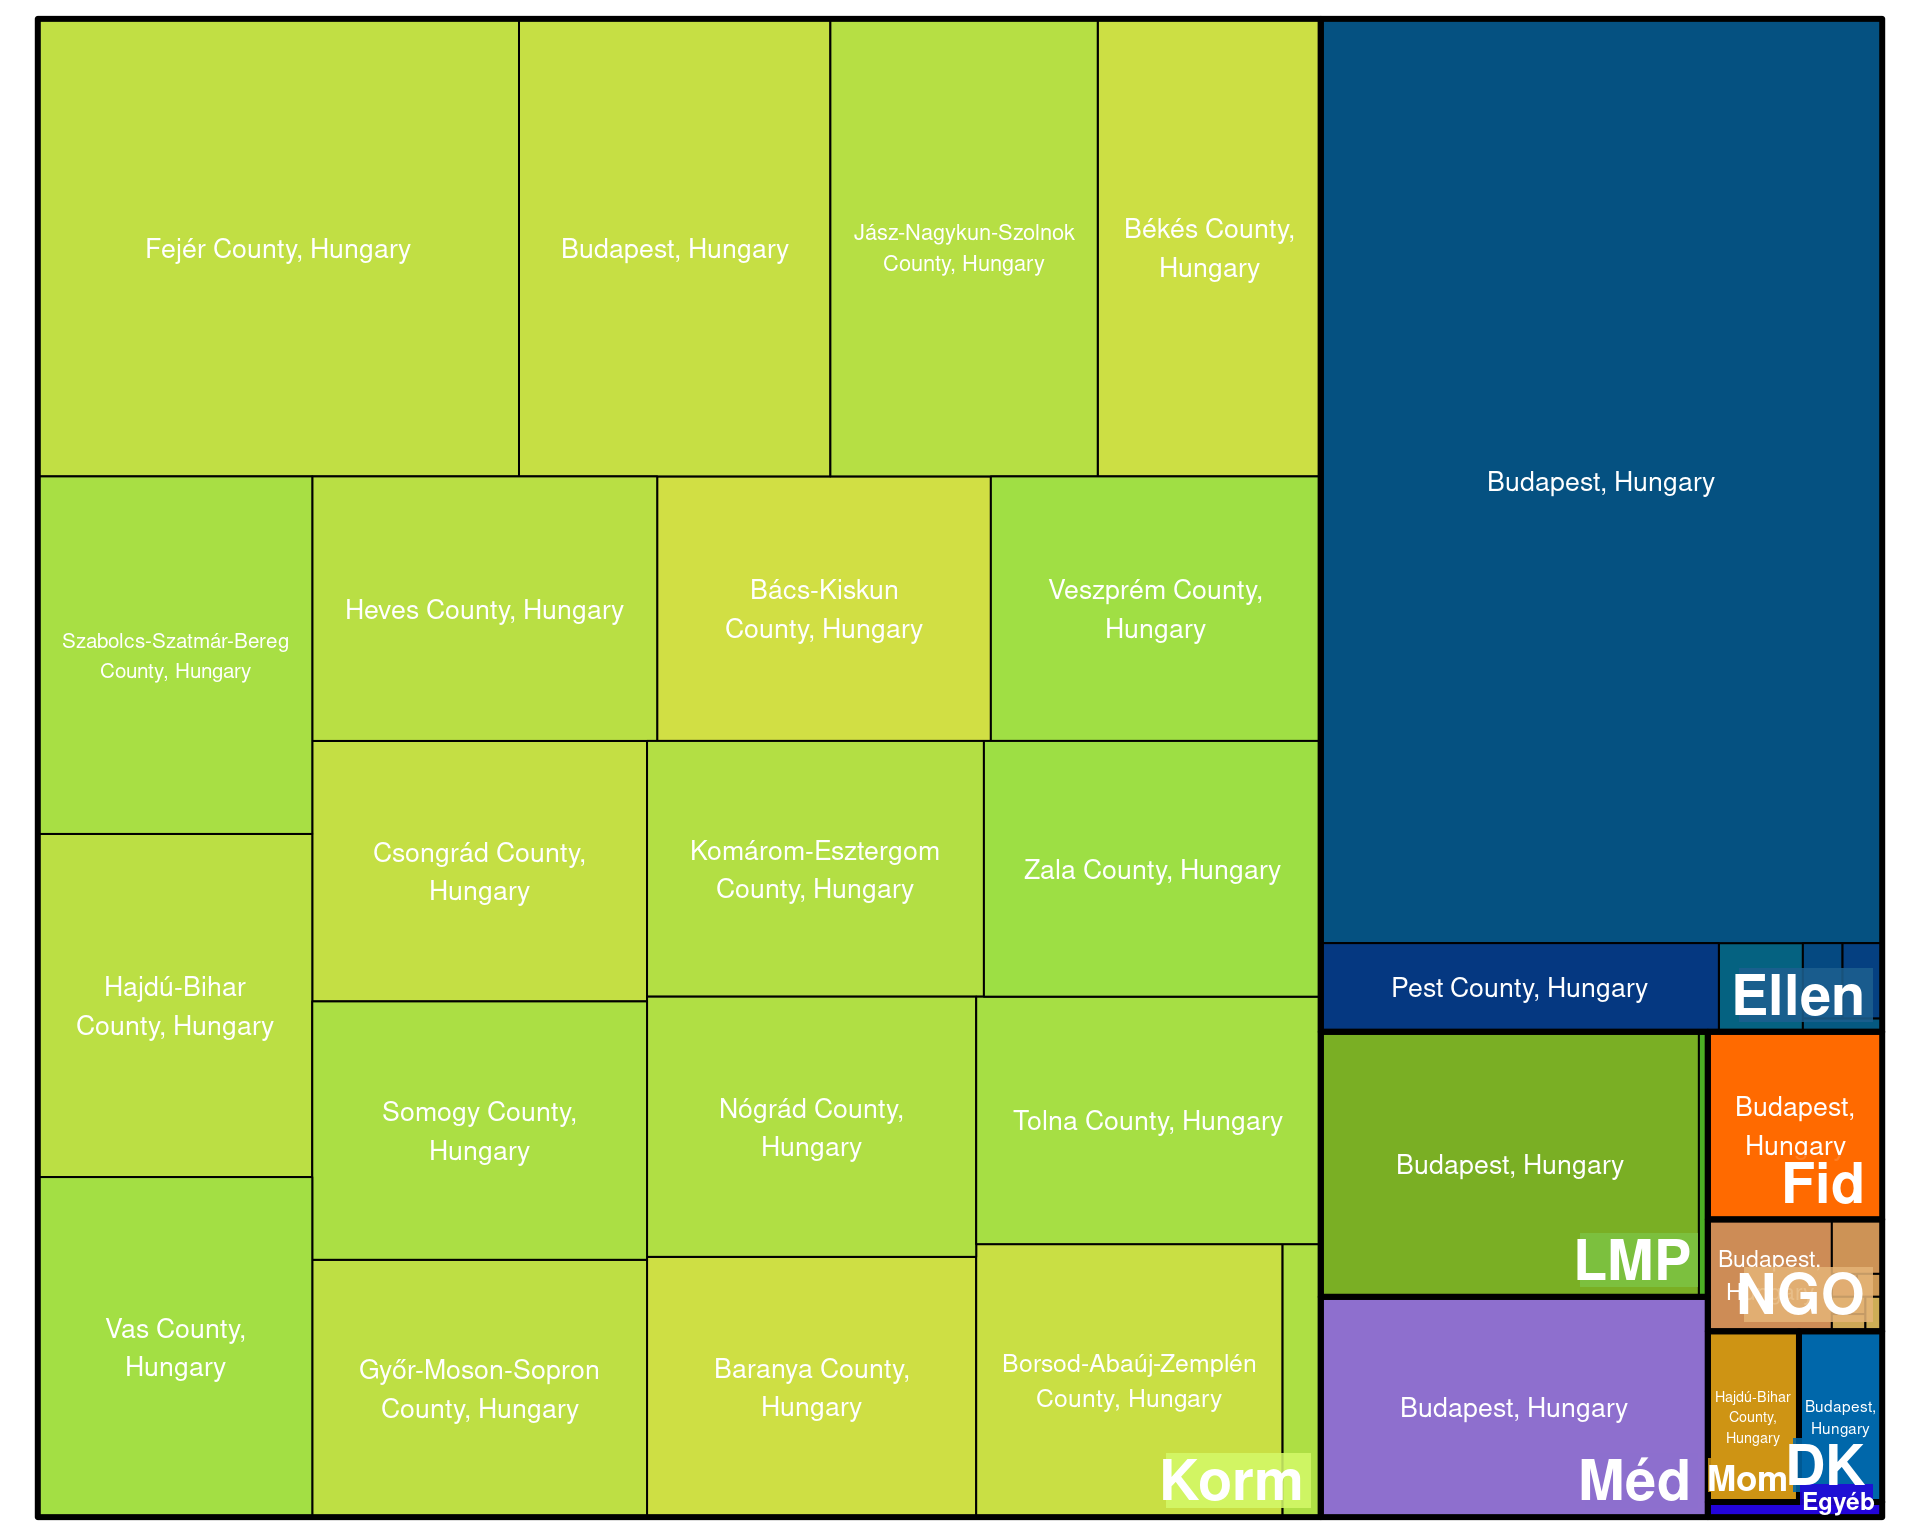 Fejér County, Hungary
Budapest, Hungary
Jász-Nagykun-Szolnok
County, Hungary
Békés County,
Hungary
Szabolcs-Szatmár-Bereg
County, Hungary
Heves County, Hungary
Bács-Kiskun
County, Hungary
Veszprém County,
Hungary
Hajdú-Bihar
County, Hungary
Csongrád County,
Hungary
Komárom-Esztergom
County, Hungary
Zala County, Hungary
Somogy County,
Hungary
Nógrád County,
Hungary
Tolna County, Hungary
Vas County,
Hungary
Győr-Moson-Sopron
County, Hungary
Baranya County,
Hungary
Borsod-Abaúj-Zemplén
County, Hungary
Korm
Budapest, Hungary
Pest County, Hungary
Ellen
Budapest, Hungary
LMP
Budapest,
Hungary
Fid
Budapest,
NGO
Budapest, Hungary
Méd
Hajdú-Bihar
County,
Hungary
Mom
Budapest,
Hungary
DK
Egyéb